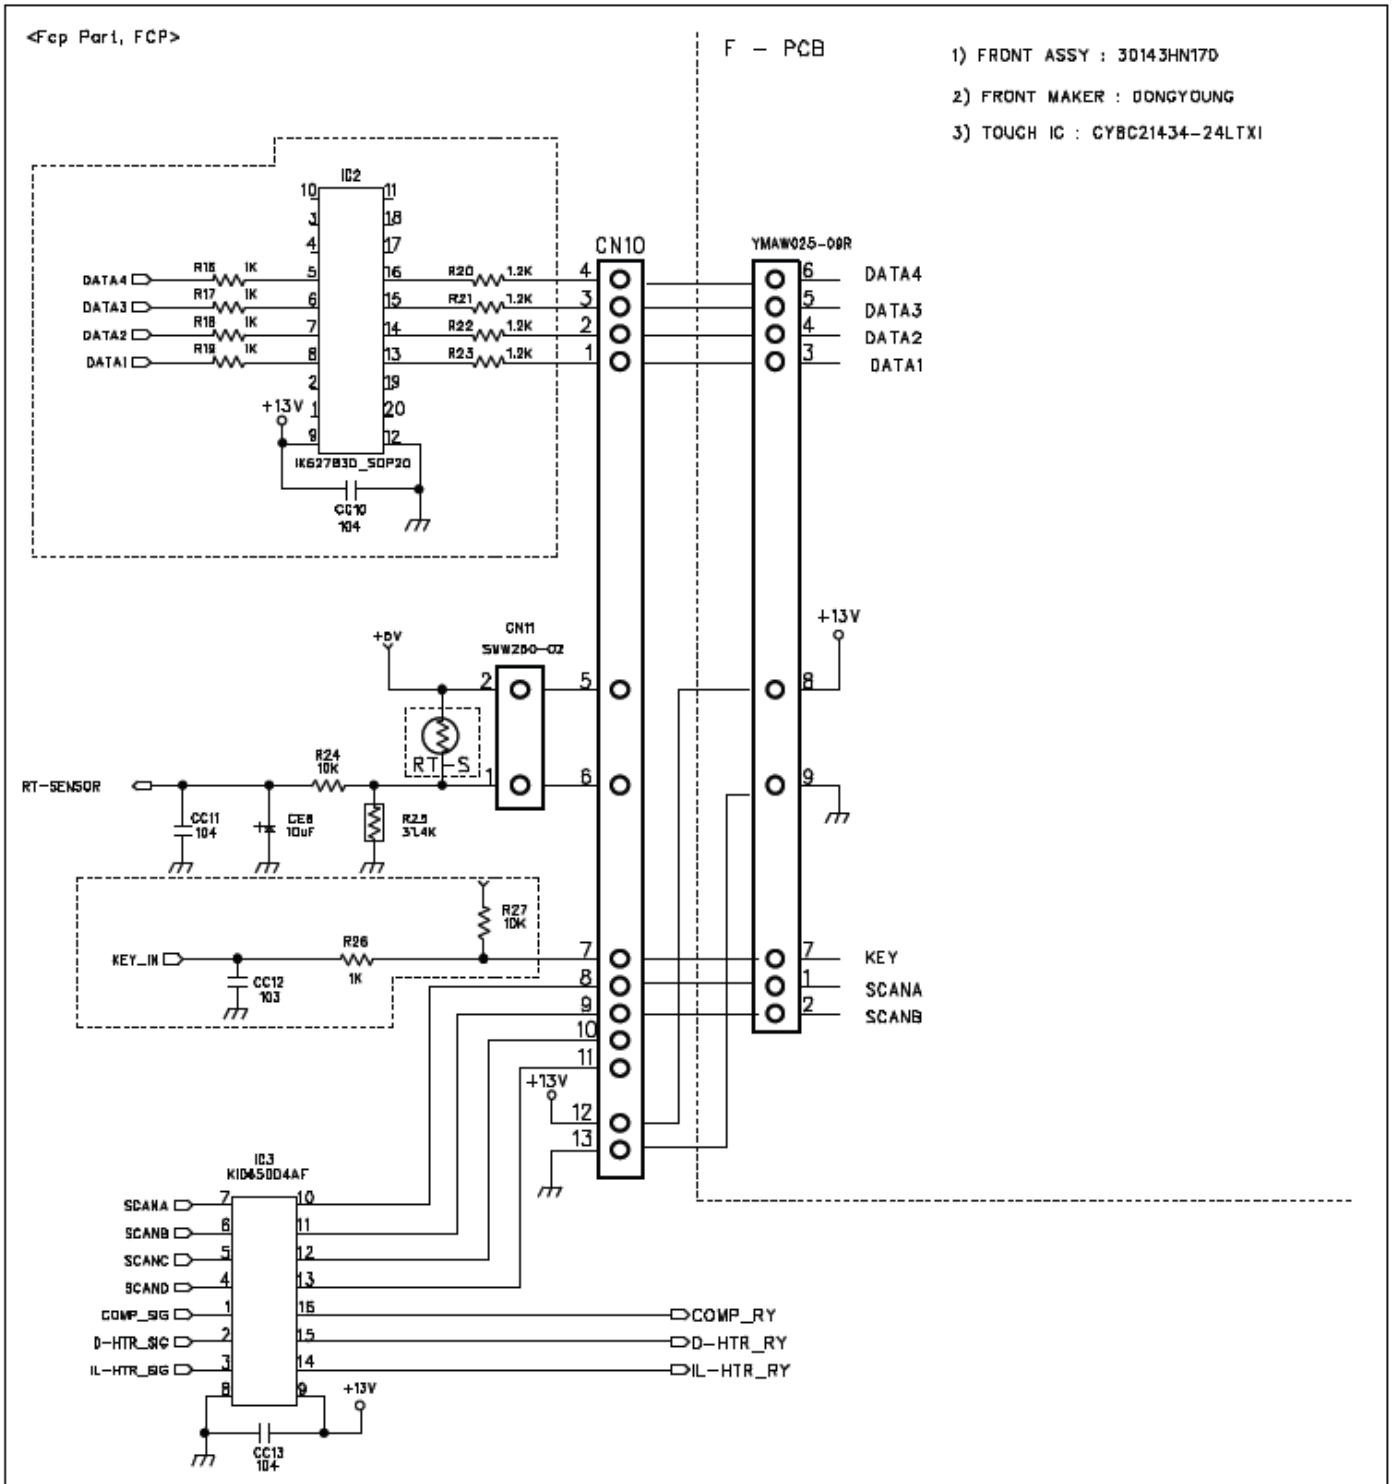 <Fcp Part, FCP>
F - PCB
1) FRONT ASSY : 30143HN17D
2) FRONT MAKER : DONGYOUNG
3) TOUCH IC : CY8C21434-24LTXI
IC2
10 11
3 18
4 17
5 16
6 15
7 14
8 13
2 19
1 20
9 12
IK62783D_SOP20
DATA4 1K
DATA3 R17 1K
DATA2 R18 1K
DATA1 R19 1K
R20 1.2K
R21 1.2K
R22 1.2K
R23 1.2K
+13V
CC10
104
CN10
4
3
2
1
5
6
7
8
9
10
11
12
13
YMAW025-09R
6 DATA4
5 DATA3
4 DATA2
3 DATA1
+13V
8
9
7 KEY
1 SCANA
2 SCANB
CN11
SMW250-02
2
1
+5V
RT-S
RT-SENSOR
R24
10K
CC11
104
CE6
10uF
R25
37.4K
R27
10K
KEY_IN
R26
1K
CC12
103
+13V
IC3
KID65004AF
SCANA 7 10
SCANB 6 11
SCANC 5 12
SCAND 4 13
COMP_SIG 1 16 COMP_RY
D-HTR_SIG 2 15 D-HTR_RY
IL-HTR_SIG 3 14 IL-HTR_RY
8 9
+13V
CC13
104